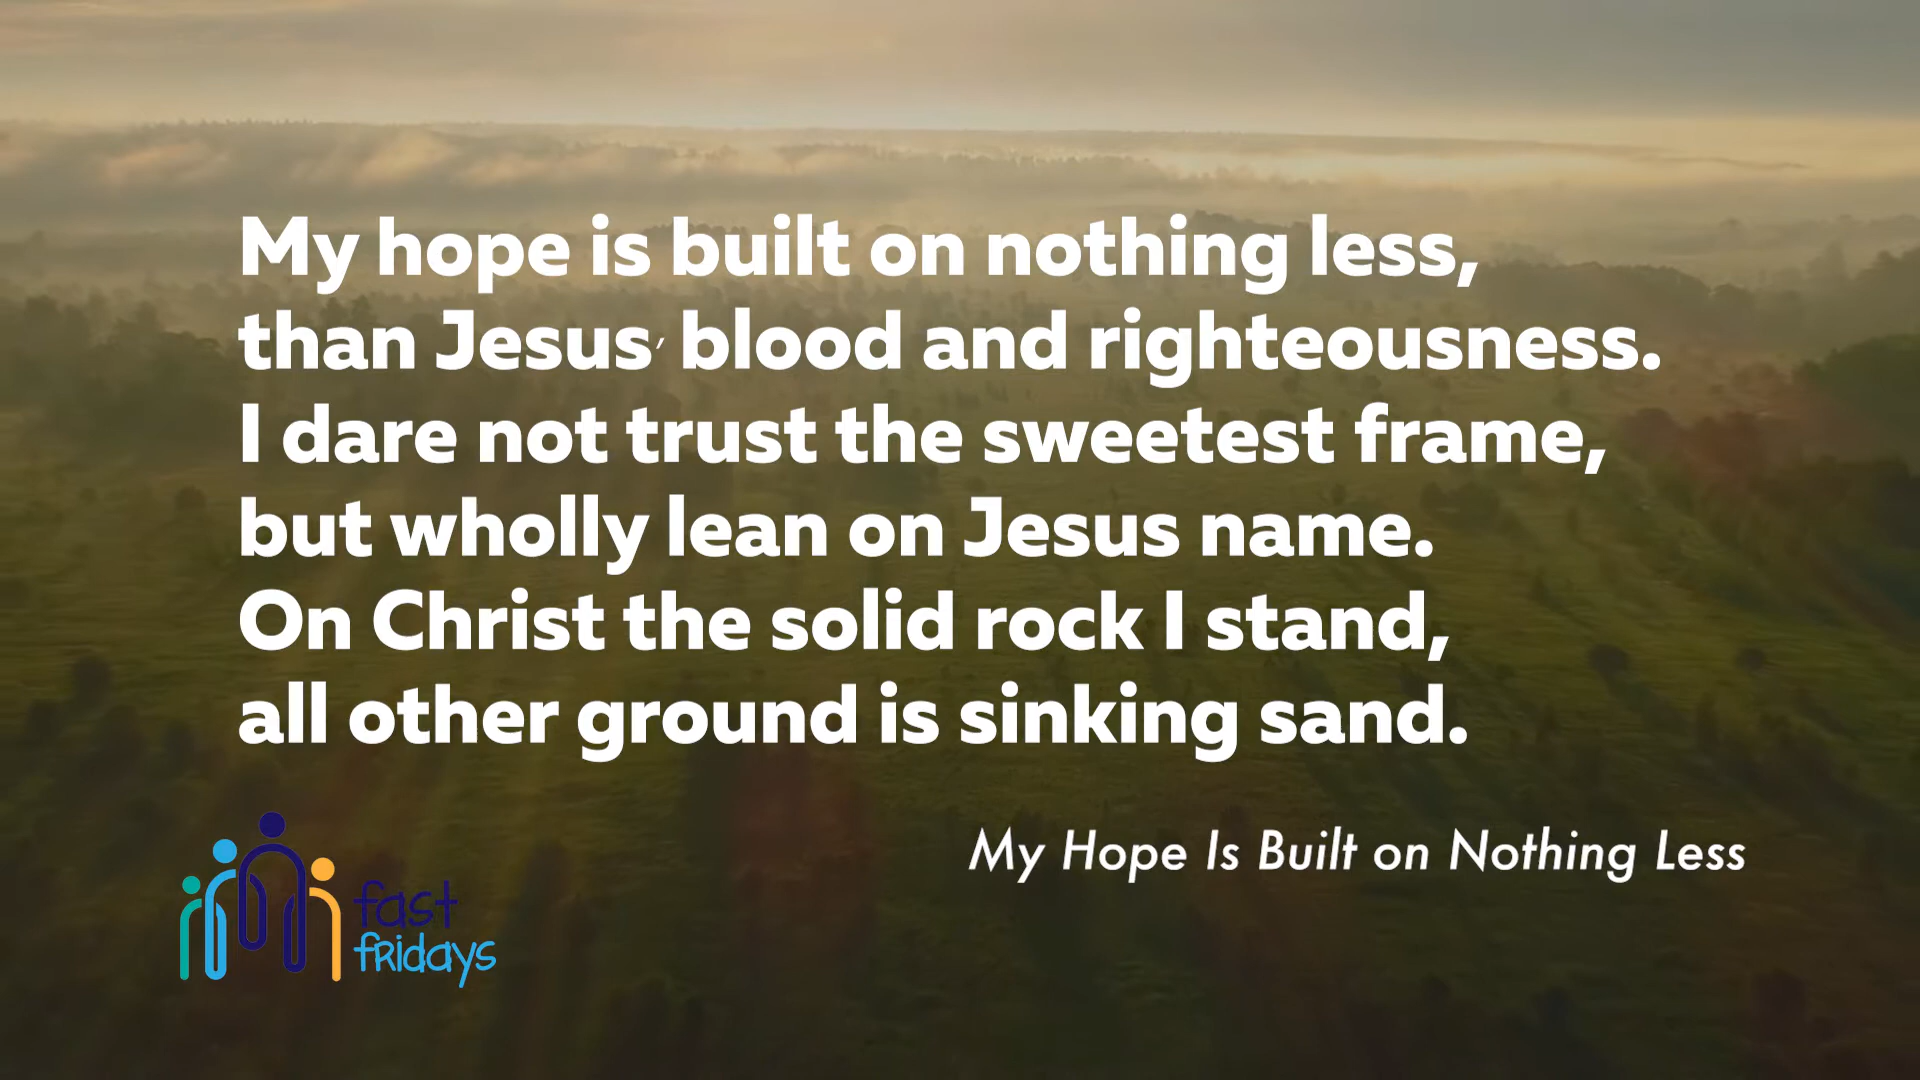 My hope is built on nothing less,
than Jesus' blood and righteousness.
I dare not trust the sweetest frame,
but wholly lean on Jesus name.
On Christ the solid rock I stand,
all other ground is sinking sand.
My Hope Is Built on Nothing Less
fast
fridays